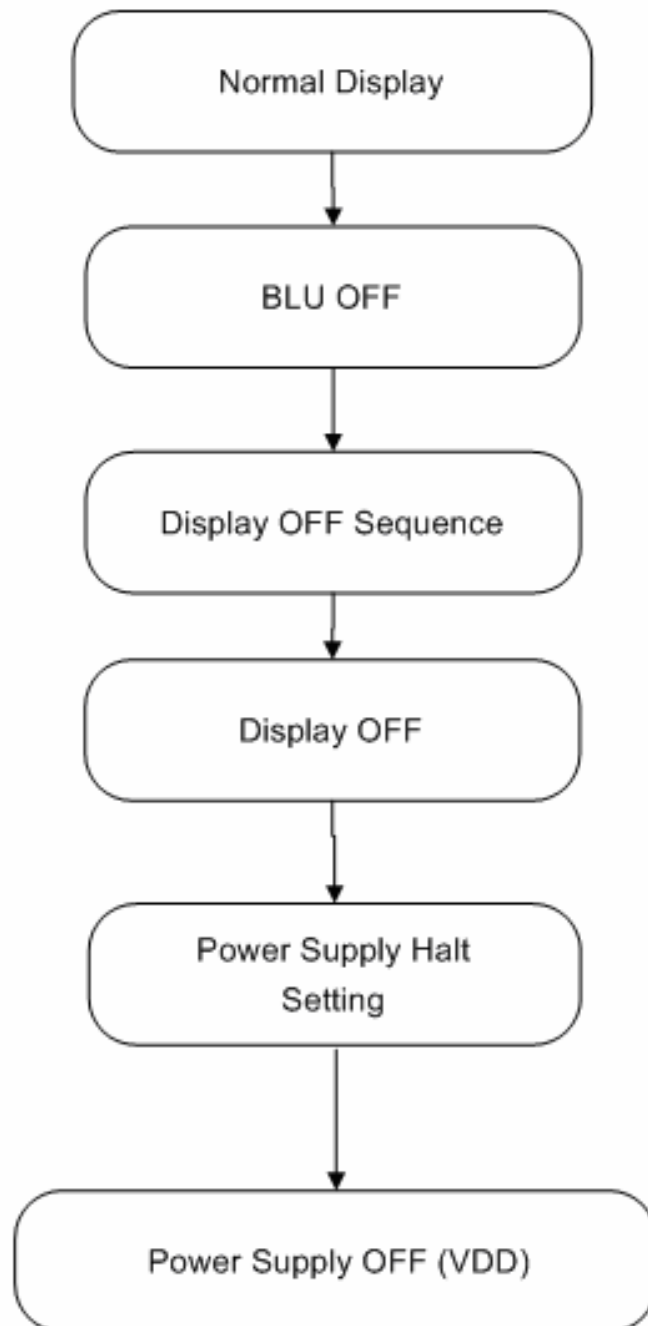 Normal Display
BLU OFF
Display OFF Sequence
Display OFF
Power Supply Halt
Setting
Power Supply OFF (VDD)